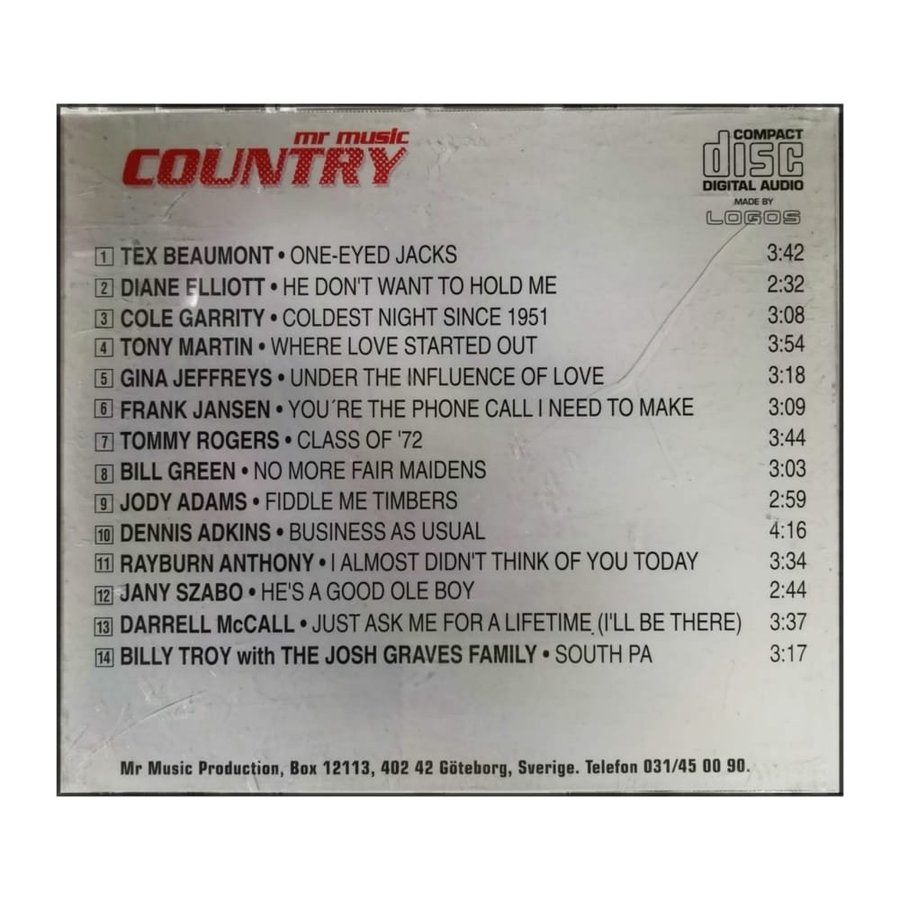 mr music
COUNTRY
COMPACT
disc
DIGITAL AUDIO
MADE BY
LOGOS
1 TEX BEAUMONT • ONE-EYED JACKS 3:42
2 DIANE ELLIOTT • HE DON'T WANT TO HOLD ME 2:32
3 COLE GARRITY • COLDEST NIGHT SINCE 1951 3:08
4 TONY MARTIN • WHERE LOVE STARTED OUT 3:54
5 GINA JEFFREYS • UNDER THE INFLUENCE OF LOVE 3:18
6 FRANK JANSEN • YOU´RE THE PHONE CALL I NEED TO MAKE 3:09
7 TOMMY ROGERS • CLASS OF '72 3:44
8 BILL GREEN • NO MORE FAIR MAIDENS 3:03
9 JODY ADAMS • FIDDLE ME TIMBERS 2:59
10 DENNIS ADKINS • BUSINESS AS USUAL 4:16
11 RAYBURN ANTHONY • I ALMOST DIDN'T THINK OF YOU TODAY 3:34
12 JANY SZABO • HE'S A GOOD OLE BOY 2:44
13 DARRELL McCALL • JUST ASK ME FOR A LIFETIME (I'LL BE THERE) 3:37
14 BILLY TROY with THE JOSH GRAVES FAMILY • SOUTH PA 3:17
Mr Music Production, Box 12113, 402 42 Göteborg, Sverige. Telefon 031/45 00 90.